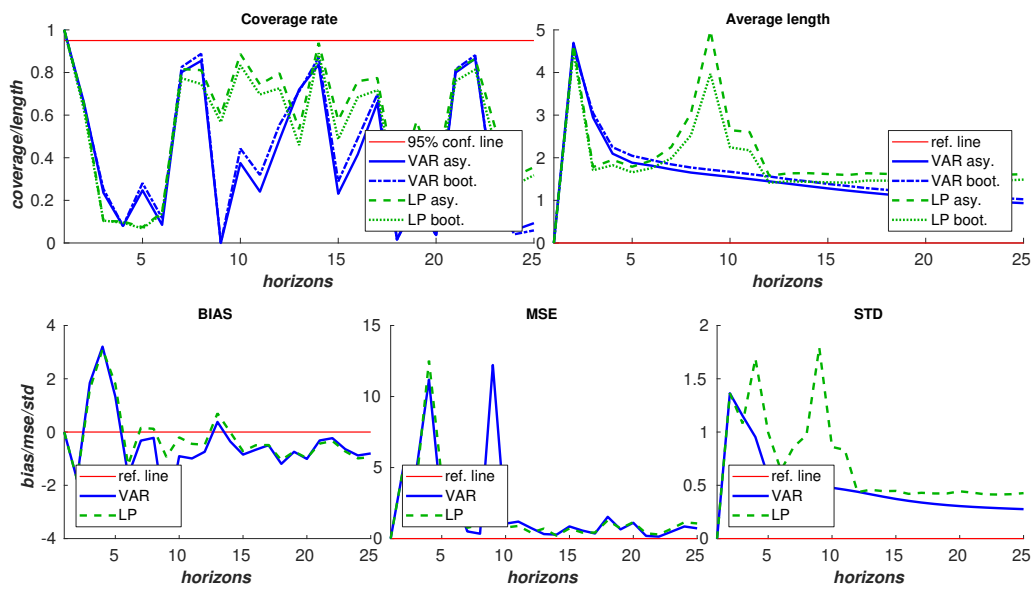 Coverage rate
1
0.8
0.6
0.4
0.2
0
5
10
15
20
25
coverage/length
horizons
95% conf. line
VAR asy.
VAR boot.
LP asy.
LP boot.
Average length
5
4
3
2
1
0
5
10
15
20
25
horizons
ref. line
VAR asy.
VAR boot.
LP asy.
LP boot.
BIAS
4
2
0
-2
-4
5
10
15
20
25
bias/mse/std
horizons
ref. line
VAR
LP
MSE
15
10
5
0
5
10
15
20
25
horizons
ref. line
VAR
LP
STD
2
1.5
1
0.5
0
5
10
15
20
25
horizons
ref. line
VAR
LP